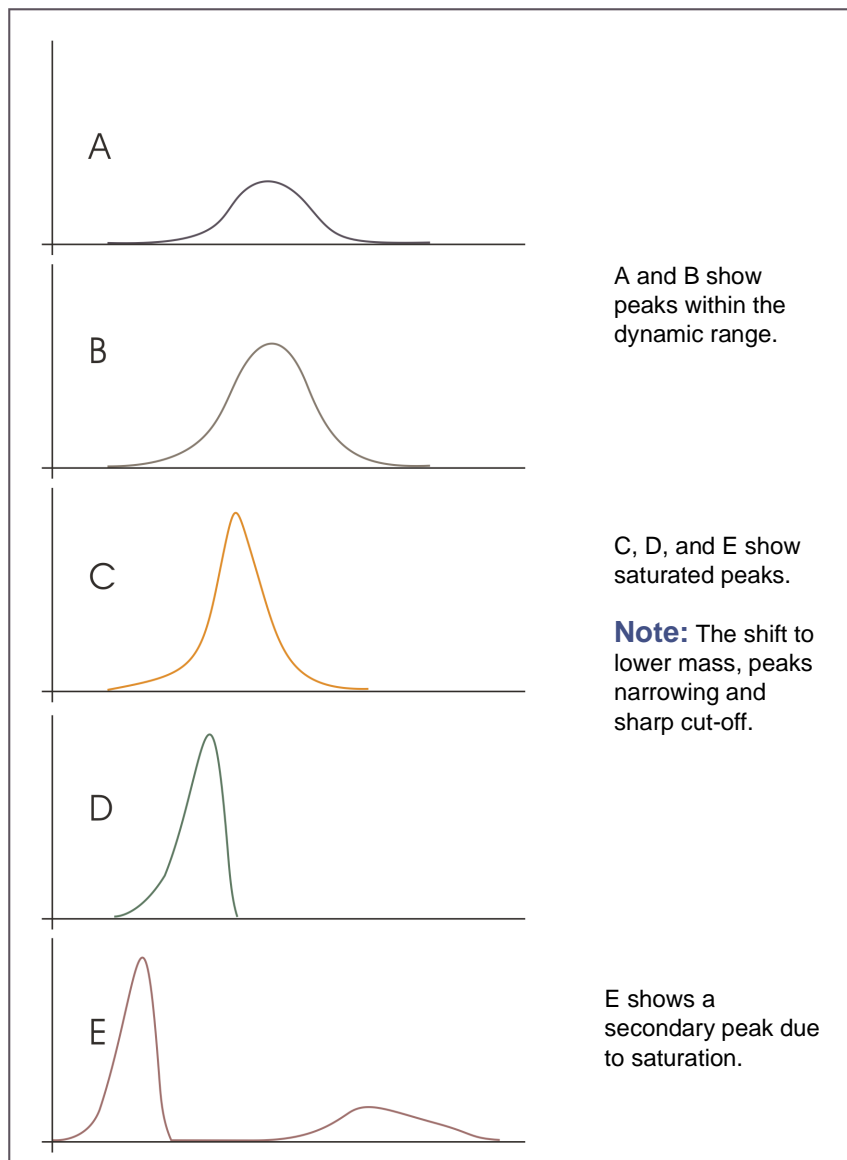 A
A and B show
peaks within the
dynamic range.
B
C
C, D, and E show
saturated peaks.
Note: The shift to
lower mass, peaks
narrowing and
sharp cut-off.
D
E
E shows a
secondary peak due
to saturation.